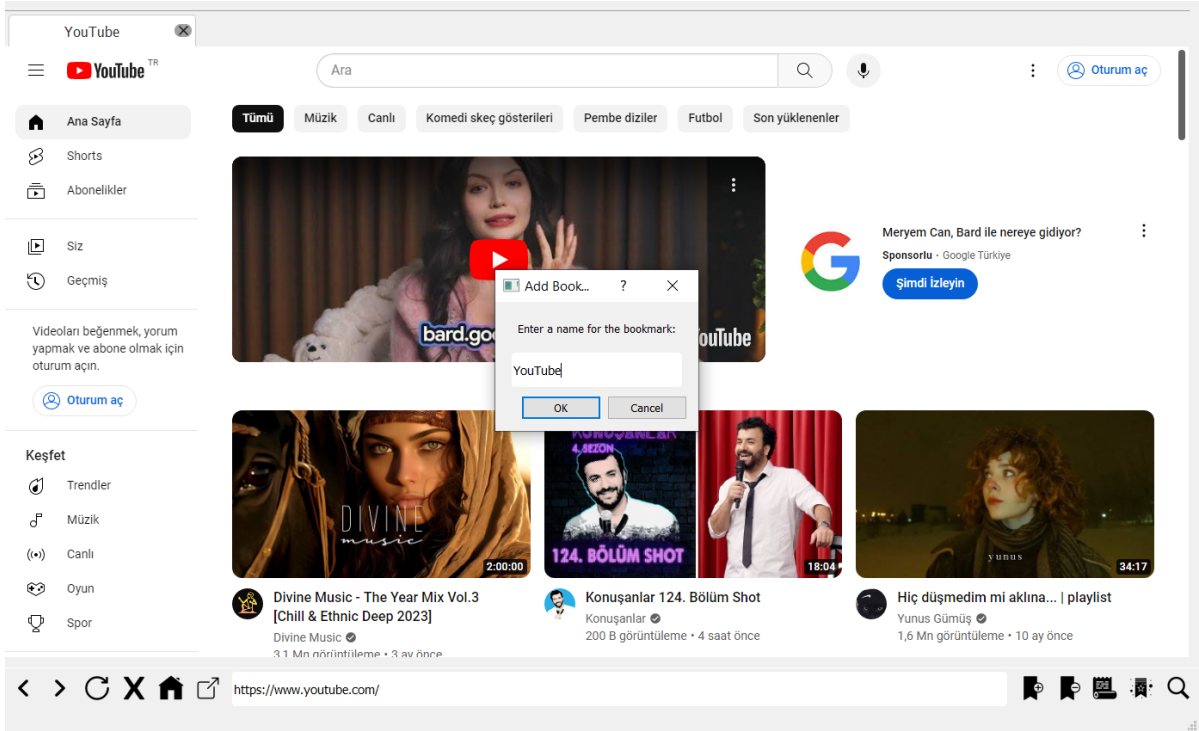 YouTube
YouTube TR
Ara
Oturum aç
Ana Sayfa
Shorts
Abonelikler
Siz
Geçmiş
Videoları beğenmek, yorum
yapmak ve abone olmak için
oturum açın.
Oturum aç
Keşfet
Trendler
Müzik
Canlı
Oyun
Spor
Tümü
Müzik
Canlı
Komedi skeç gösterileri
Pembe diziler
Futbol
Son yüklenenler
bard.goo
ouTube
Meryem Can, Bard ile nereye gidiyor?
Sponsorlu · Google Türkiye
Şimdi İzleyin
Add Book... ?
Enter a name for the bookmark:
YouTube
OK
Cancel
DIVINE
music
2:00:00
Divine Music - The Year Mix Vol.3
[Chill & Ethnic Deep 2023]
Divine Music
3,1 Mn görüntüleme • 3 ay önce
KONUŞANLAR
4. SEZON
124. BÖLÜM SHOT
18:04
Konuşanlar 124. Bölüm Shot
Konuşanlar
200 B görüntüleme • 4 saat önce
yunus
34:17
Hiç düşmedim mi aklına... | playlist
Yunus Gümüş
1,6 Mn görüntüleme • 10 ay önce
https://www.youtube.com/